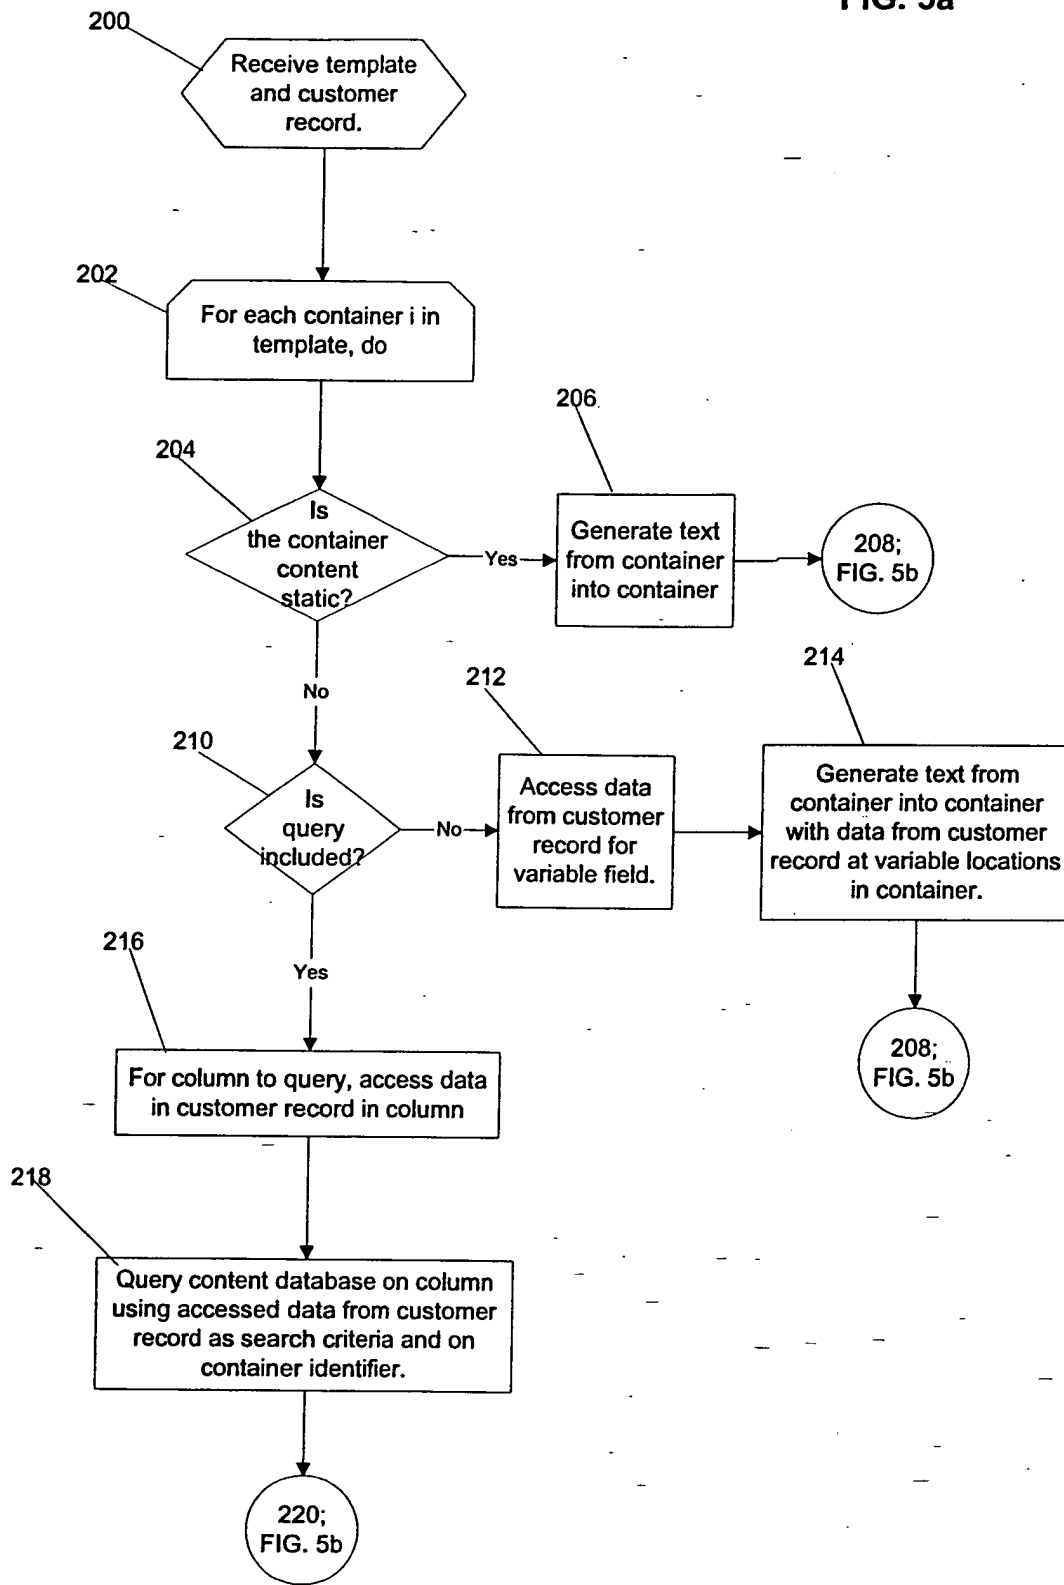 FIG. 5a
200
Receive template
and customer
record.
202
For each container i in
template, do
204
Is
the container
content
static?
Yes
206
Generate text
from container
into container
208;
FIG. 5b
No
210
Is
query
included?
No
212
Access data
from customer
record for
variable field.
214
Generate text from
container into container
with data from customer
record at variable locations
in container.
208;
FIG. 5b
Yes
216
For column to query, access data
in customer record in column
218
Query content database on column
using accessed data from customer
record as search criteria and on
container identifier.
220;
FIG. 5b